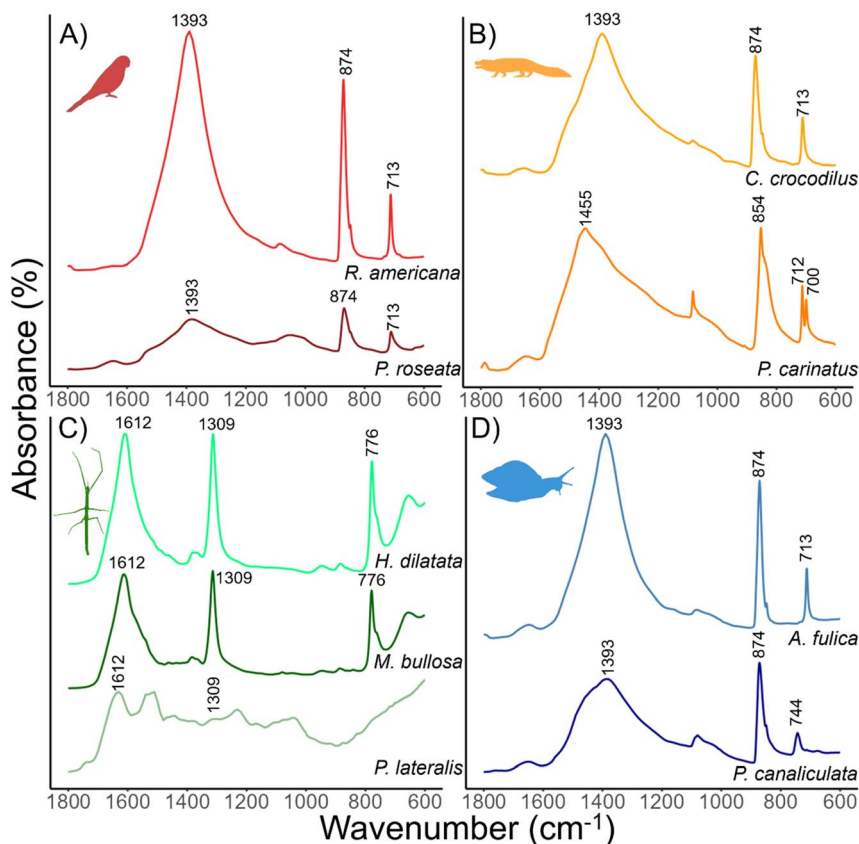 Absorbance (%)
A)
1393
874
713
R. americana
1393
874
713
P. roseata
1800 1600 1400 1200 1000 800 600
B)
1393
874
713
C. crocodilus
1455
854
712
700
P. carinatus
1800 1600 1400 1200 1000 800 600
C)
1612
1309
776
H. dilatata
1612
1309
776
M. bullosa
1612
1309
P. lateralis
1800 1600 1400 1200 1000 800 600
D)
1393
874
713
A. fulica
1393
874
744
P. canaliculata
1800 1600 1400 1200 1000 800 600
Wavenumber (cm⁻¹)